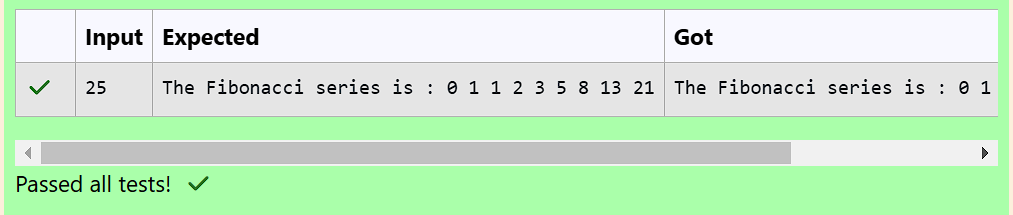 Input Expected Got
25 The Fibonacci series is : 0 1 1 2 3 5 8 13 21 The Fibonacci series is : 0 1
Passed all tests!